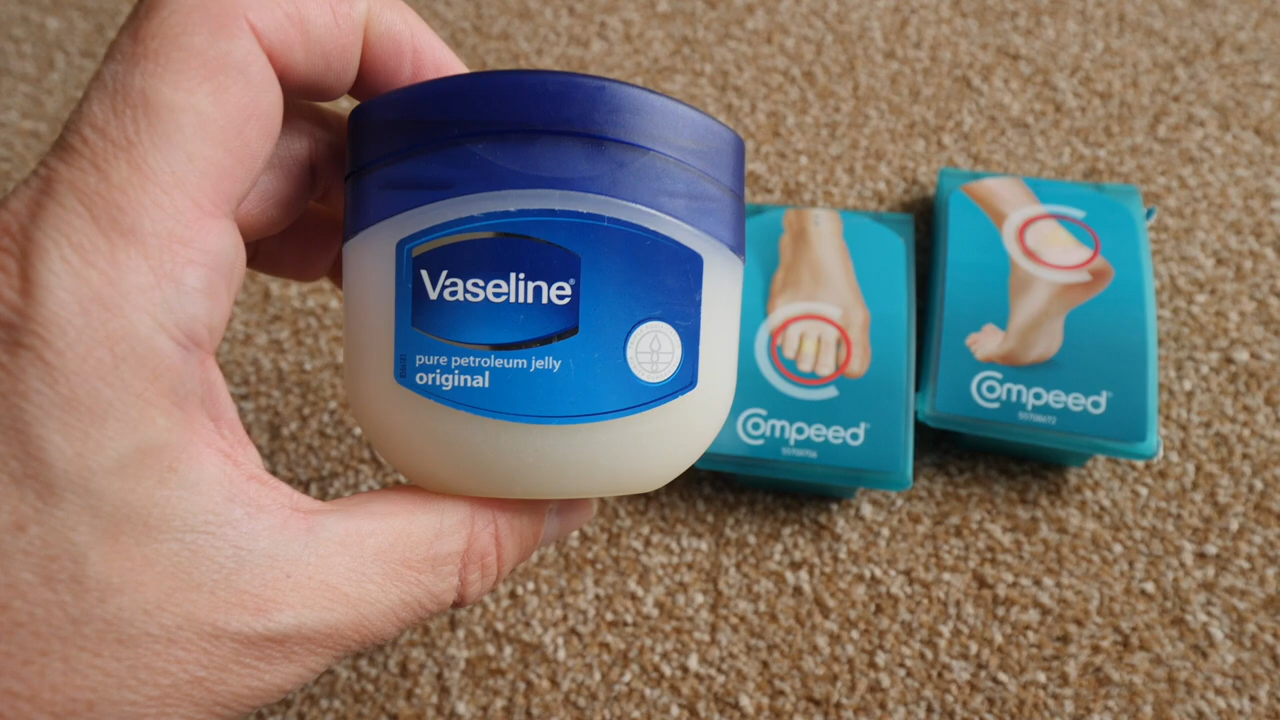 Vaseline®
pure petroleum jelly
original
Compeed®
Compeed®